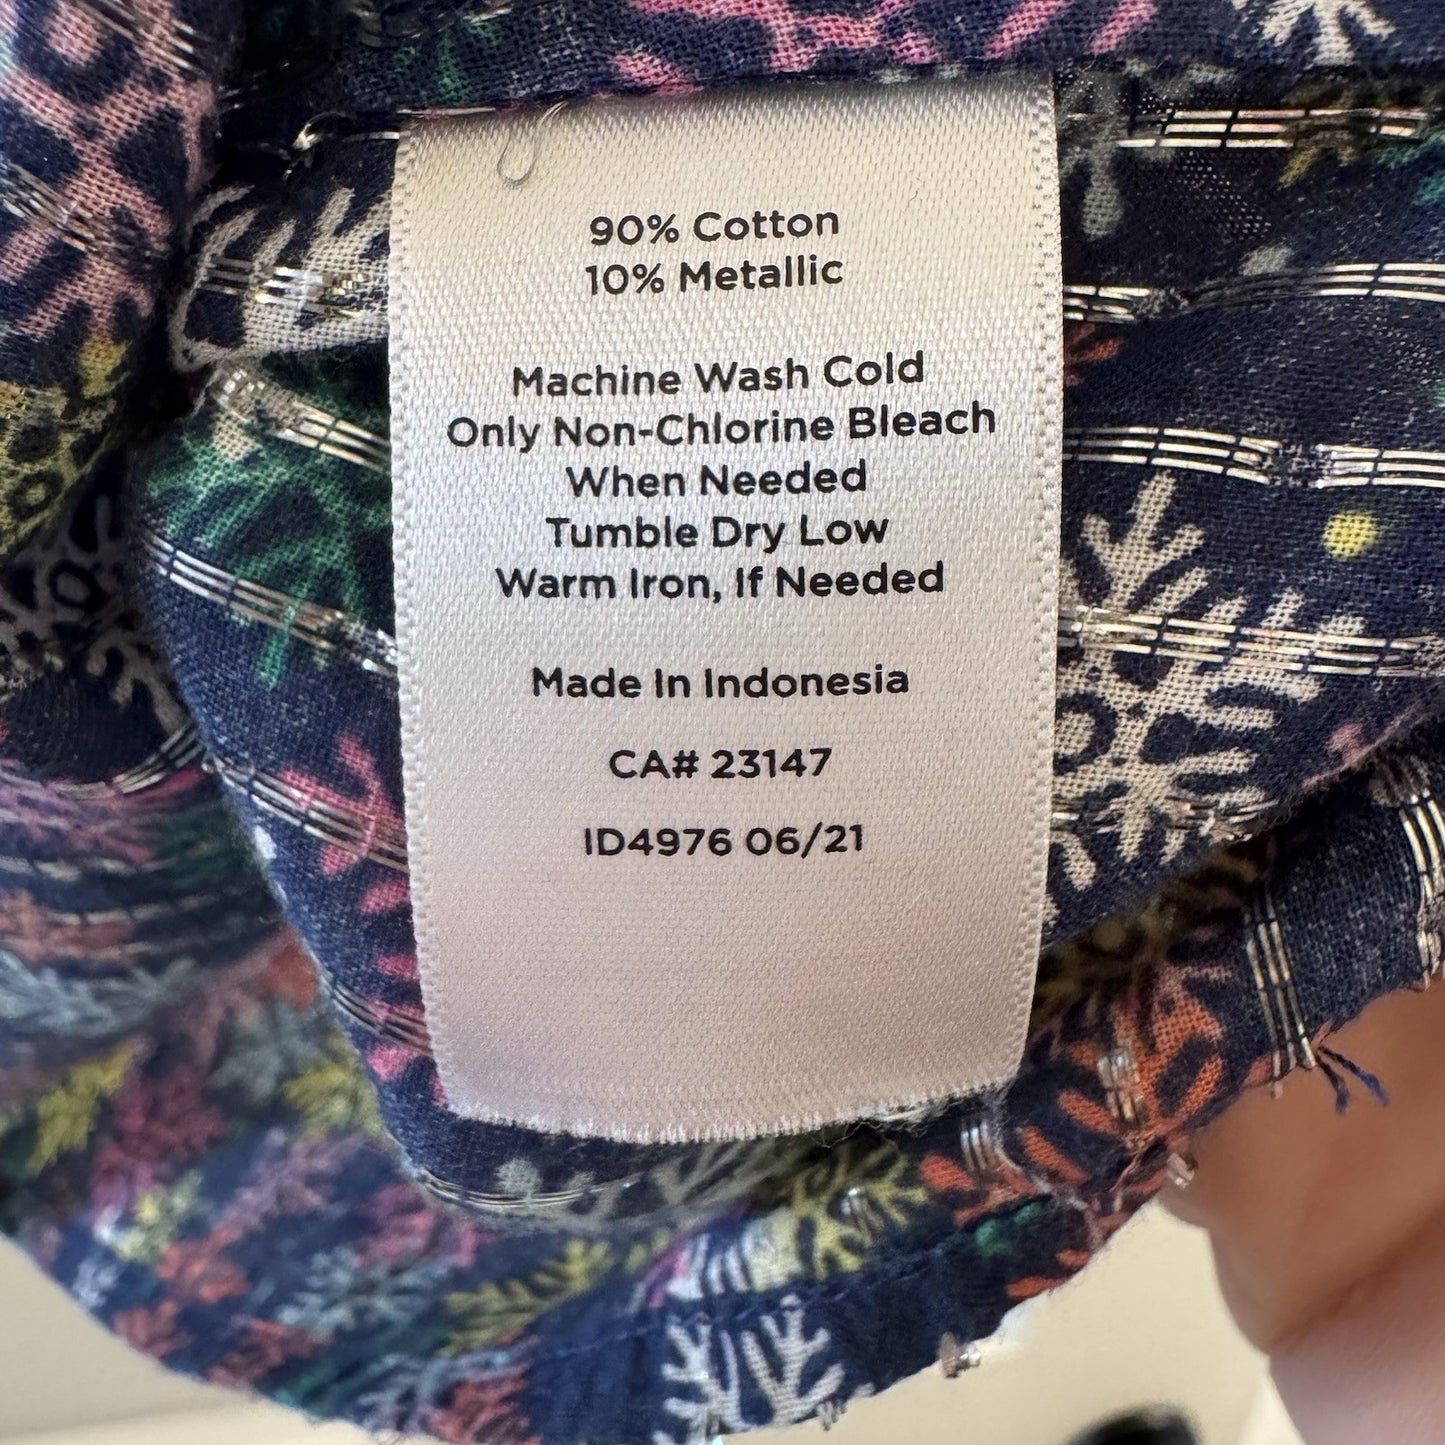 90% Cotton
10% Metallic
Machine Wash Cold
Only Non-Chlorine Bleach
When Needed
Tumble Dry Low
Warm Iron, If Needed
Made In Indonesia
CA# 23147
ID4976 06/21